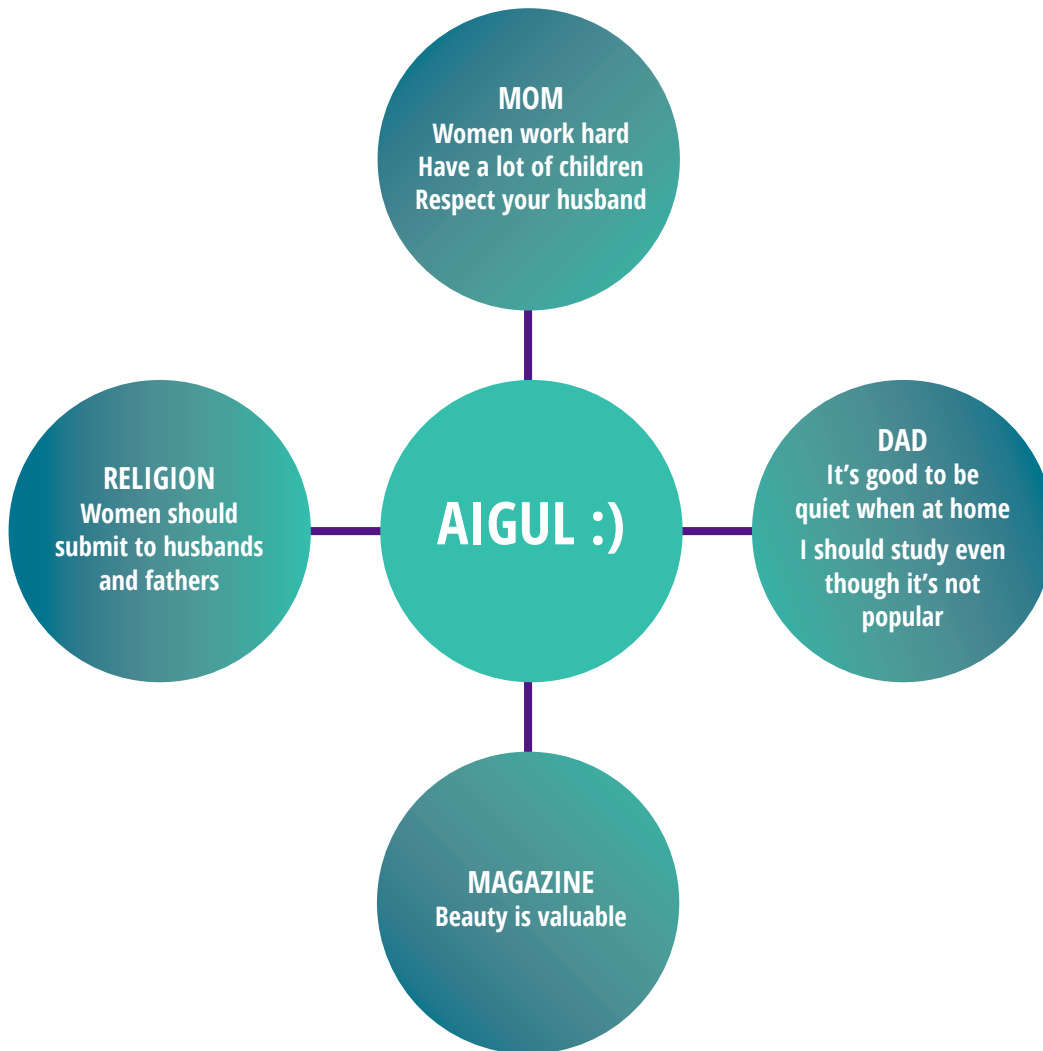 MOM
Women work hard
Have a lot of children
Respect your husband
RELIGION
Women should
submit to husbands
and fathers
AIGUL :)
DAD
It’s good to be
quiet when at home
I should study even
though it’s not
popular
MAGAZINE
Beauty is valuable